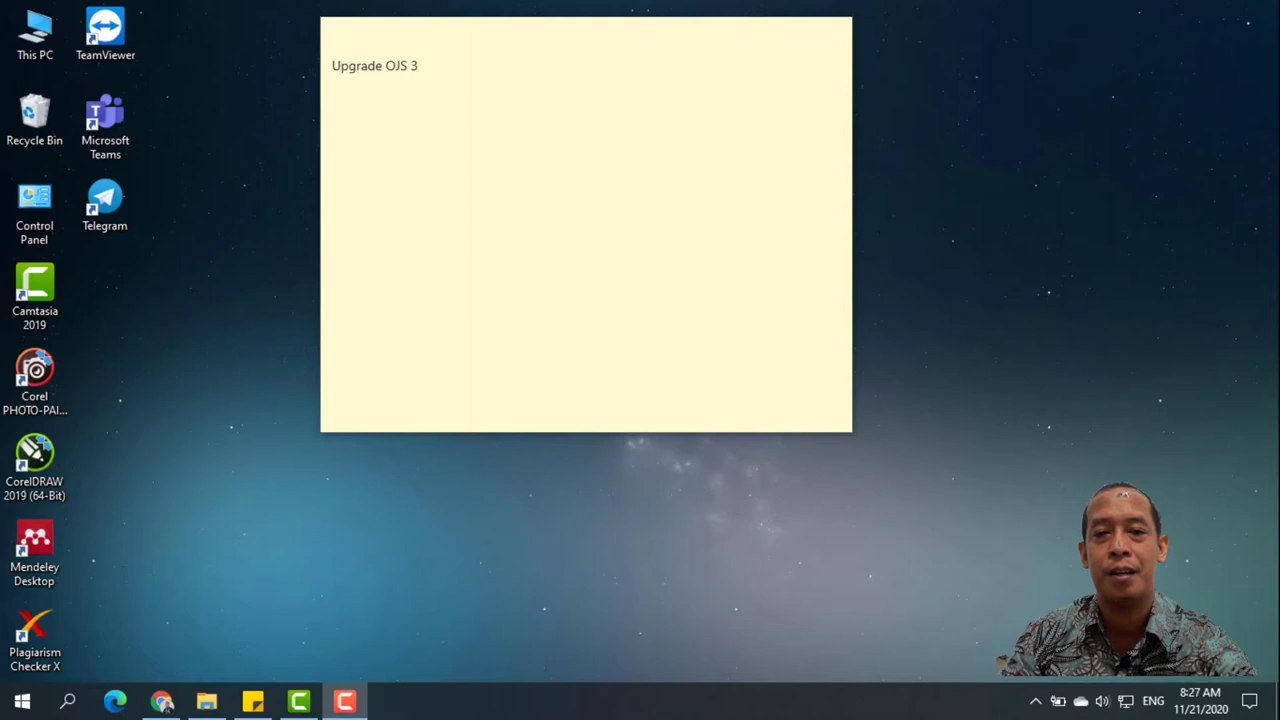 This PC
TeamViewer
Upgrade OJS 3
Recycle Bin
Microsoft
Teams
Control
Panel
Telegram
Camtasia
2019
Corel
PHOTO-PAI...
CorelDRAW
2019 (64-Bit)
Mendeley
Desktop
Plagiarism
Checker X
ENG
8:27 AM
11/21/2020